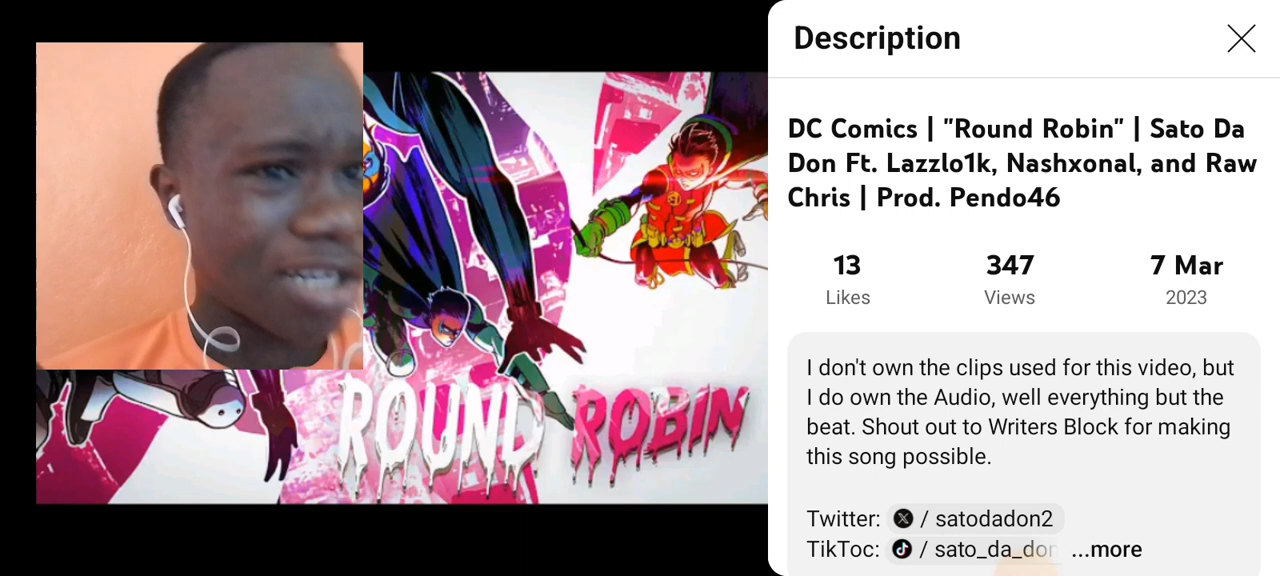 ROUND ROBIN
Description
DC Comics | "Round Robin" | Sato Da
Don Ft. Lazzlo1k, Nashxonal, and Raw
Chris | Prod. Pendo46
13 347 7 Mar
Likes Views 2023
I don't own the clips used for this video, but
I do own the Audio, well everything but the
beat. Shout out to Writers Block for making
this song possible.
Twitter: / satodadon2
TikToc: / sato_da_don ...more